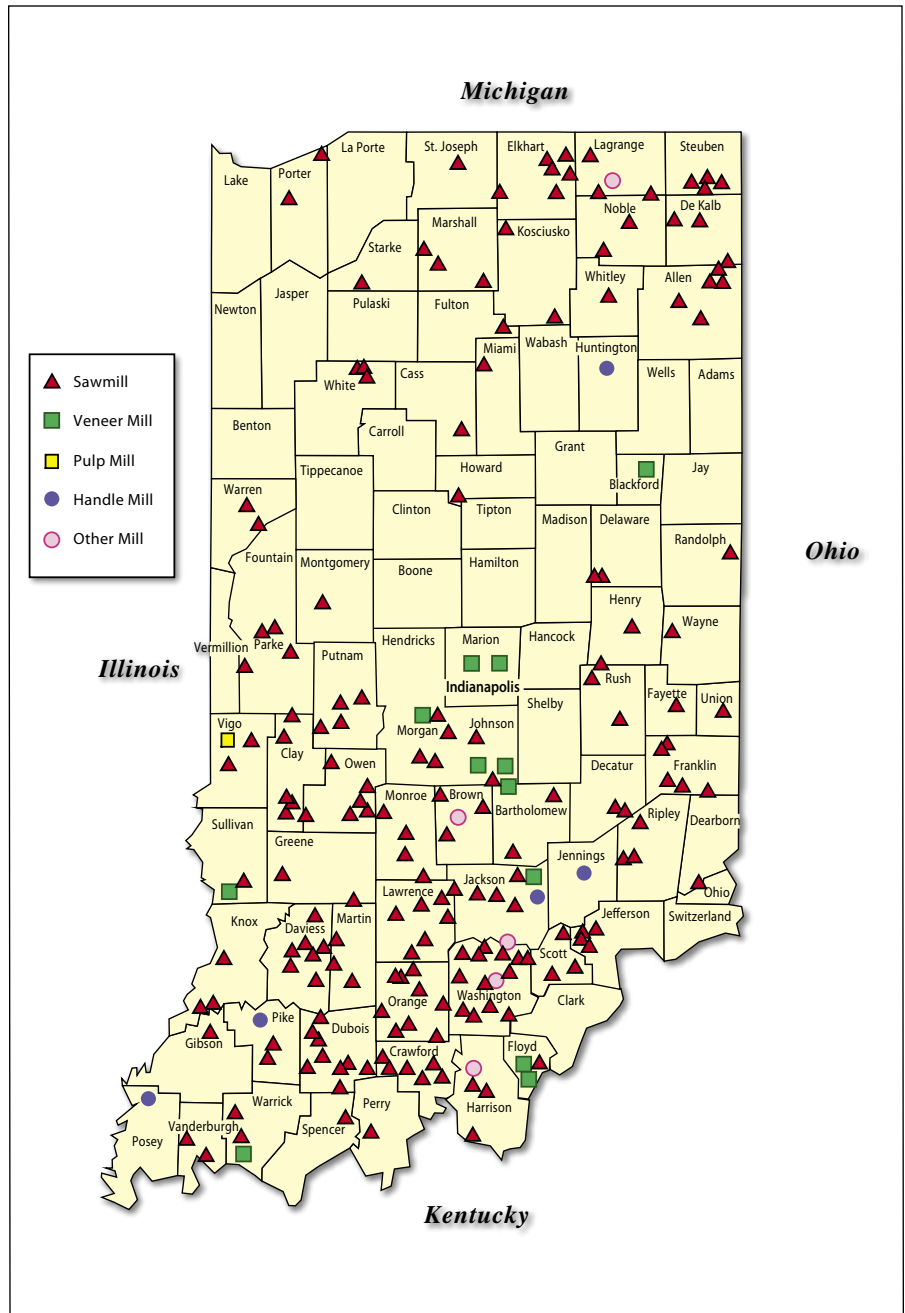 Michigan
La Porte
St. Joseph
Elkhart
Lagrange
Steuben
Lake
Porter
Noble
De Kalb
Marshall
Kosciusko
Starke
Whitley
Allen
Jasper
Newton
Pulaski
Fulton
Miami
Wabash
Huntington
Sawmill
Veneer Mill
Pulp Mill
Handle Mill
Other Mill
White
Cass
Wells
Adams
Benton
Carroll
Grant
Tippecanoe
Howard
Blackford
Jay
Warren
Clinton
Tipton
Madison
Delaware
Randolph
Ohio
Fountain
Montgomery
Boone
Hamilton
Henry
Wayne
Vermillion
Parke
Hendricks
Marion
Hancock
Illinois
Putnam
Indianapolis
Rush
Fayette
Union
Shelby
Vigo
Morgan
Johnson
Clay
Owen
Decatur
Franklin
Monroe
Brown
Bartholomew
Ripley
Dearborn
Sullivan
Greene
Jennings
Jackson
Lawrence
Ohio
Knox
Daviess
Martin
Jefferson
Switzerland
Scott
Orange
Washington
Clark
Pike
Dubois
Gibson
Crawford
Floyd
Warrick
Perry
Harrison
Posey
Vanderburgh
Spencer
Kentucky